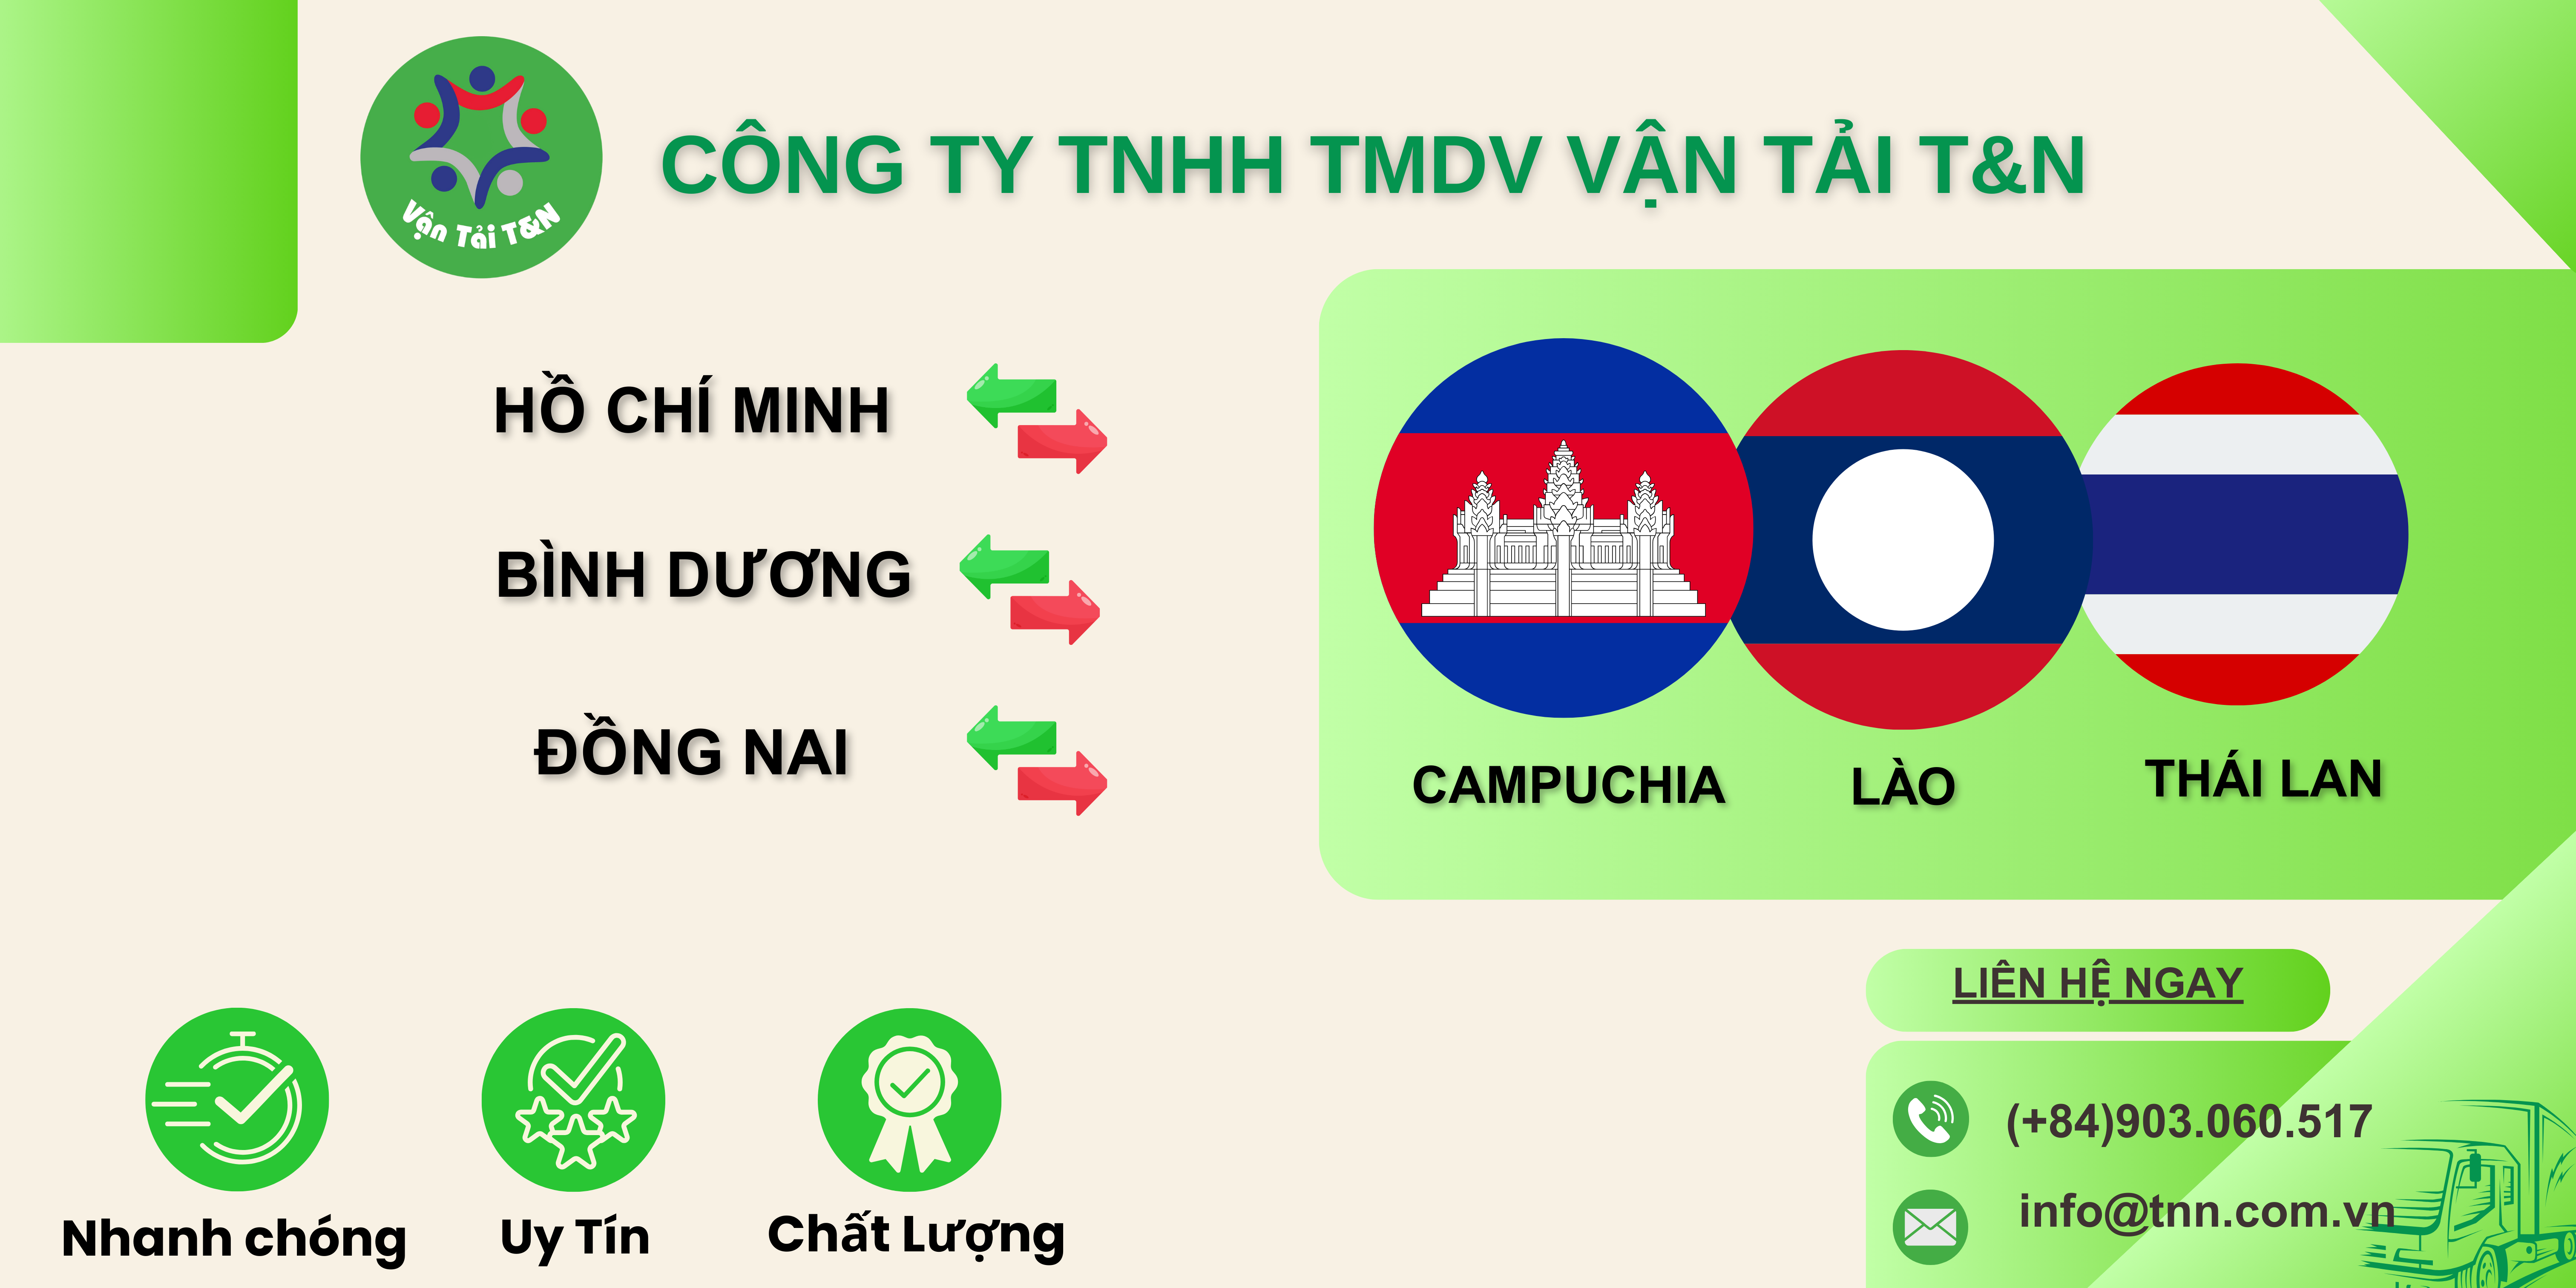 Vận Tải T&N
CÔNG TY TNHH TMDV VẬN TẢI T&N
HỒ CHÍ MINH
BÌNH DƯƠNG
ĐỒNG NAI
CAMPUCHIA
LÀO
THÁI LAN
Nhanh chóng
Uy Tín
Chất Lượng
LIÊN HỆ NGAY
(+84)903.060.517
info@tnn.com.vn